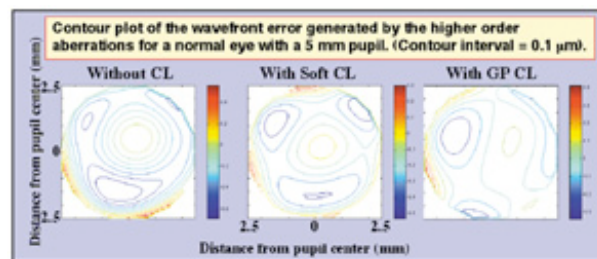 Contour plot of the wavefront error generated by the higher order
aberrations for a normal eye with a 5 mm pupil. (Contour interval = 0.1 µm).
Without CL
With Soft CL
With GP CL
Distance from pupil center (mm)
2.5
0
2.5
2.5
0
2.5
Distance from pupil center (mm)